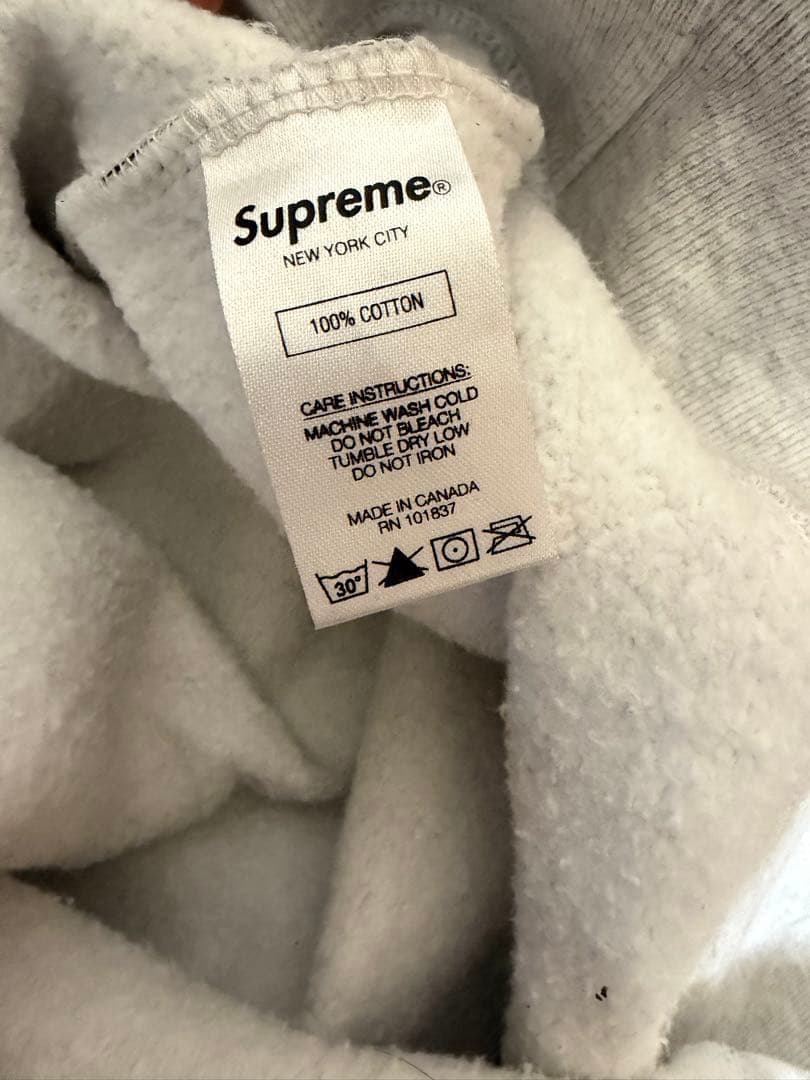 Supreme®
NEW YORK CITY
100% COTTON
CARE INSTRUCTIONS:
MACHINE WASH COLD
DO NOT BLEACH
TUMBLE DRY LOW
DO NOT IRON
MADE IN CANADA
RN 101837
30°